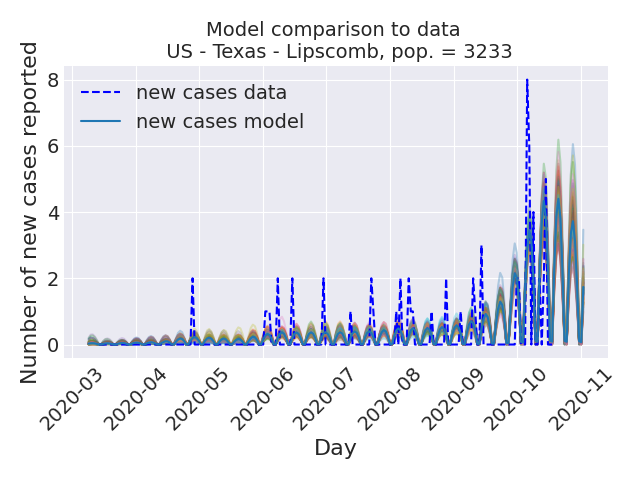 Model comparison to data
US - Texas - Lipscomb, pop. = 3233
Number of new cases reported
8
6
4
2
0
new cases data
new cases model
2020-03
2020-04
2020-05
2020-06
2020-07
2020-08
2020-09
2020-10
2020-11
Day